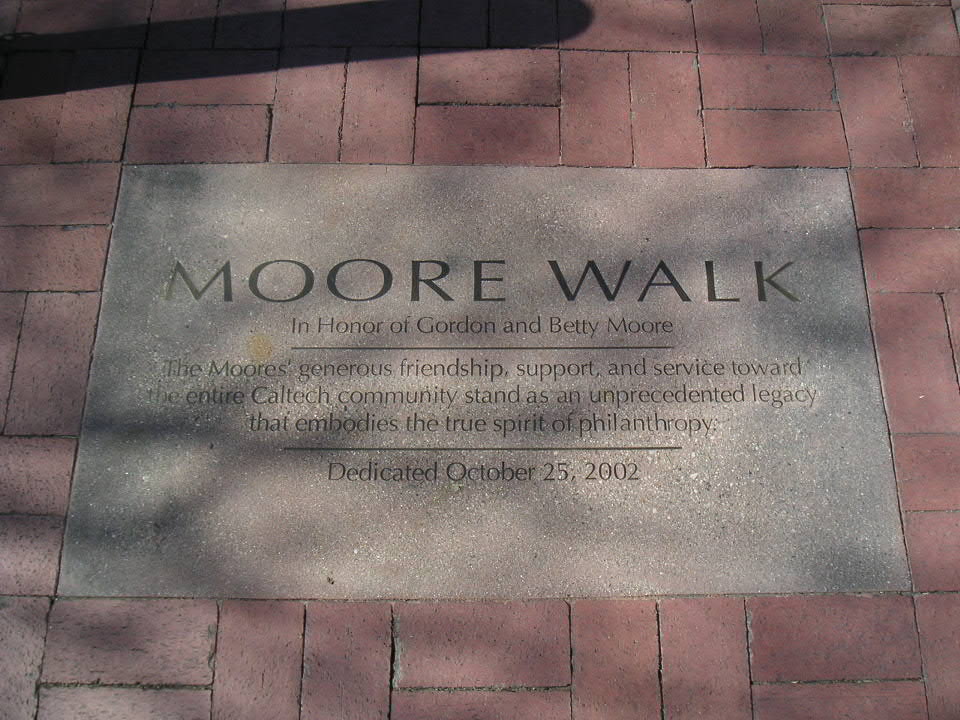 MOORE WALK
In Honor of Gordon and Betty Moore
The Moores' generous friendship, support, and service toward
the entire Caltech community stand as an unprecedented legacy
that embodies the true spirit of philanthropy.
Dedicated October 25, 2002